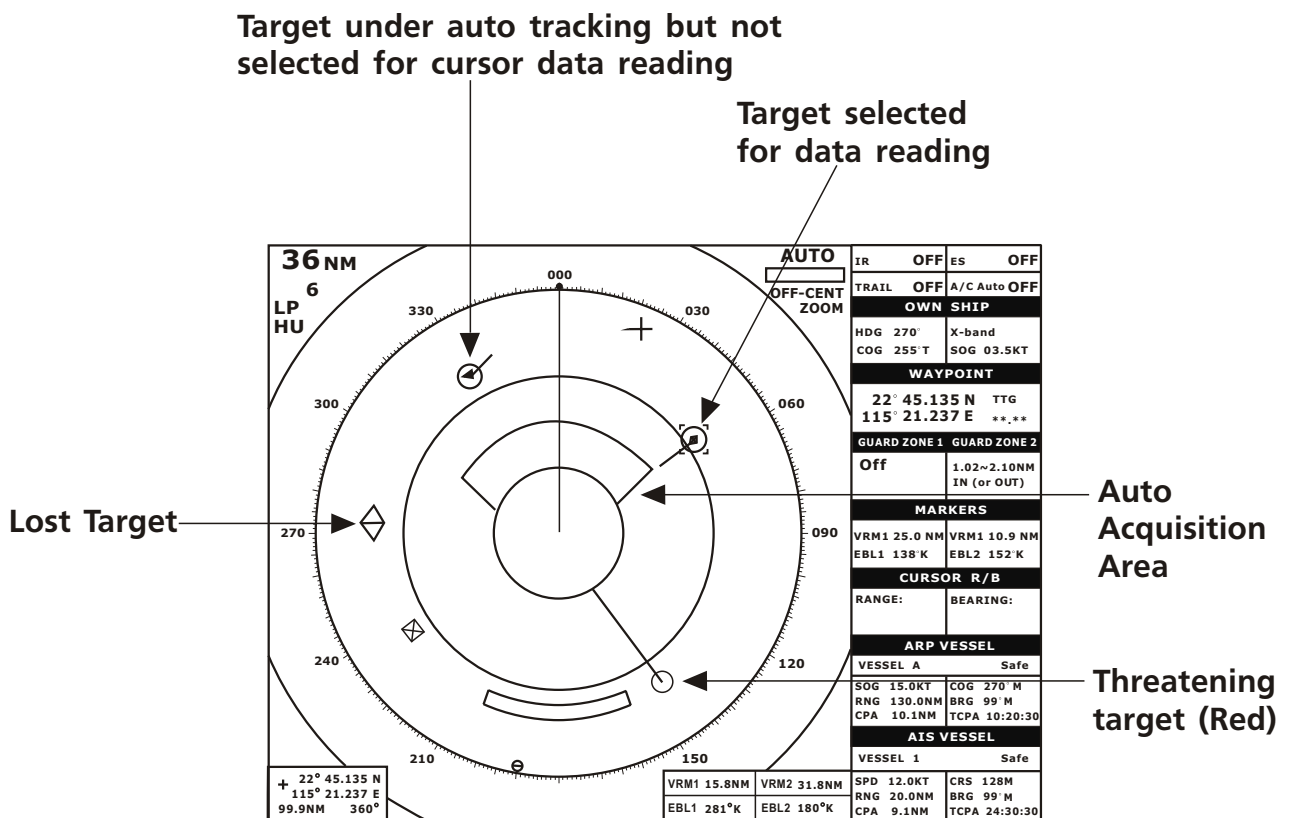 Target under auto tracking but not
selected for cursor data reading
Target selected
for data reading
36 NM
6
LP
HU
AUTO
OFF-CENT
ZOOM
000
330
030
300
060
270
090
240
120
210
150
Lost Target
Auto
Acquisition
Area
Threatening
target (Red)
IR OFF ES OFF
TRAIL OFF A/C Auto OFF
OWN SHIP
HDG 270° X-band
COG 255°T SOG 03.5KT
WAYPOINT
22° 45.135 N TTG
115° 21.237 E **.**
GUARD ZONE 1 GUARD ZONE 2
Off 1.02~2.10NM
IN (or OUT)
MARKERS
VRM1 25.0 NM VRM1 10.9 NM
EBL1 138°K EBL2 152°K
CURSOR R/B
RANGE: BEARING:
ARP VESSEL
VESSEL A Safe
SOG 15.0KT COG 270°M
RNG 130.0NM BRG 99°M
CPA 10.1NM TCPA 10:20:30
AIS VESSEL
VESSEL 1 Safe
SPD 12.0KT CRS 128M
RNG 20.0NM BRG 99°M
CPA 9.1NM TCPA 24:30:30
+ 22° 45.135 N
115° 21.237 E
99.9NM 360°
VRM1 15.8NM VRM2 31.8NM
EBL1 281°K EBL2 180°K